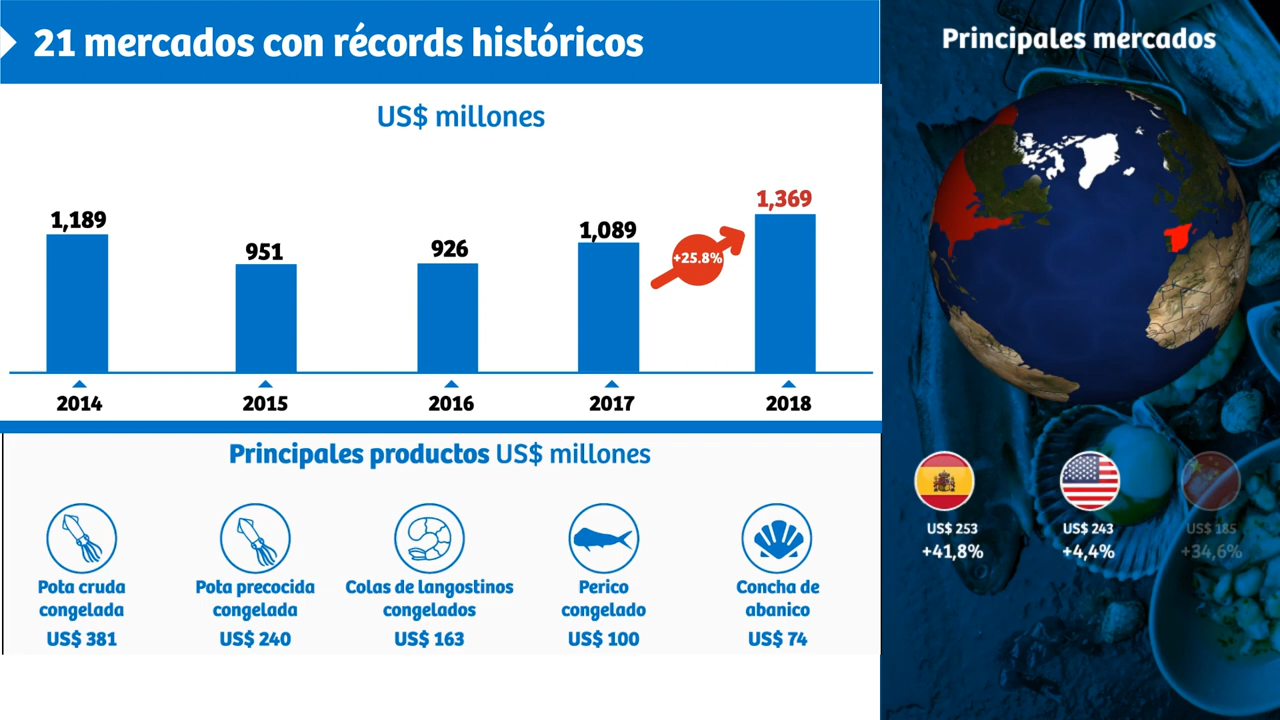 21 mercados con récords históricos
US$ millones
1,189
951
926
1,089
+25.8%
1,369
2014
2015
2016
2017
2018
Principales productos US$ millones
Pota cruda
congelada
US$ 381
Pota precocida
congelada
US$ 240
Colas de langostinos
congelados
US$ 163
Perico
congelado
US$ 100
Concha de
abanico
US$ 74
Principales mercados
US$ 253
+41,8%
US$ 243
+4,4%
US$ 185
+34,6%